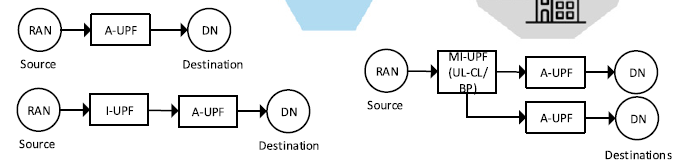 RAN
A-UPF
DN
Source
Destination
RAN
I-UPF
A-UPF
DN
Source
Destination
RAN
MI-UPF
(UL-CL/
BP)
A-UPF
DN
Source
A-UPF
DN
Destinations